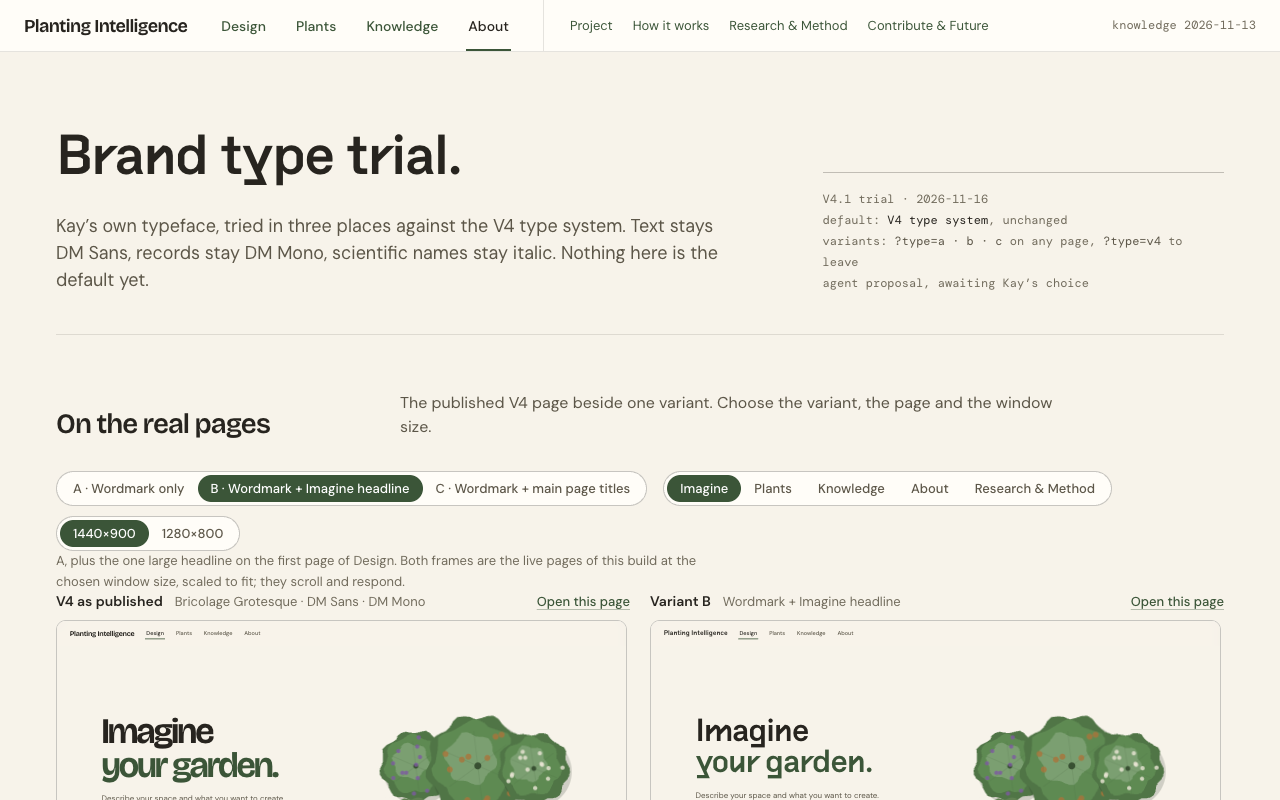 Planting Intelligence Design Plants Knowledge About Project How it works Research & Method Contribute & Future knowledge 2026-11-13
Brand type trial.
Kay’s own typeface, tried in three places against the V4 type system. Text stays
DM Sans, records stay DM Mono, scientific names stay italic. Nothing here is the
default yet.
V4.1 trial · 2026-11-16
default: V4 type system, unchanged
variants: ?type=a · b · c on any page, ?type=v4 to
leave
agent proposal, awaiting Kay’s choice
On the real pages
The published V4 page beside one variant. Choose the variant, the page and the window
size.
A · Wordmark only B · Wordmark + Imagine headline C · Wordmark + main page titles Imagine Plants Knowledge About Research & Method
1440×900 1280×800
A, plus the one large headline on the first page of Design. Both frames are the live pages of this build at the
chosen window size, scaled to fit; they scroll and respond.
V4 as published Bricolage Grotesque · DM Sans · DM Mono Open this page
Planting Intelligence Design Plants Knowledge About
Imagine
your garden.
Describe your space and what you want to create.
Variant B Wordmark + Imagine headline Open this page
Planting Intelligence Design Plants Knowledge About
Imagine
your garden.
Describe your space and what you want to create.